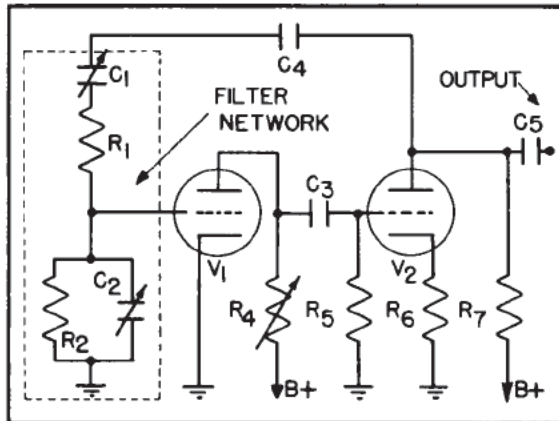 C1
C4
OUTPUT
C5
FILTER
NETWORK
R1
C3
C2
V1
V2
R2
R4
R5
R6
R7
B+
B+